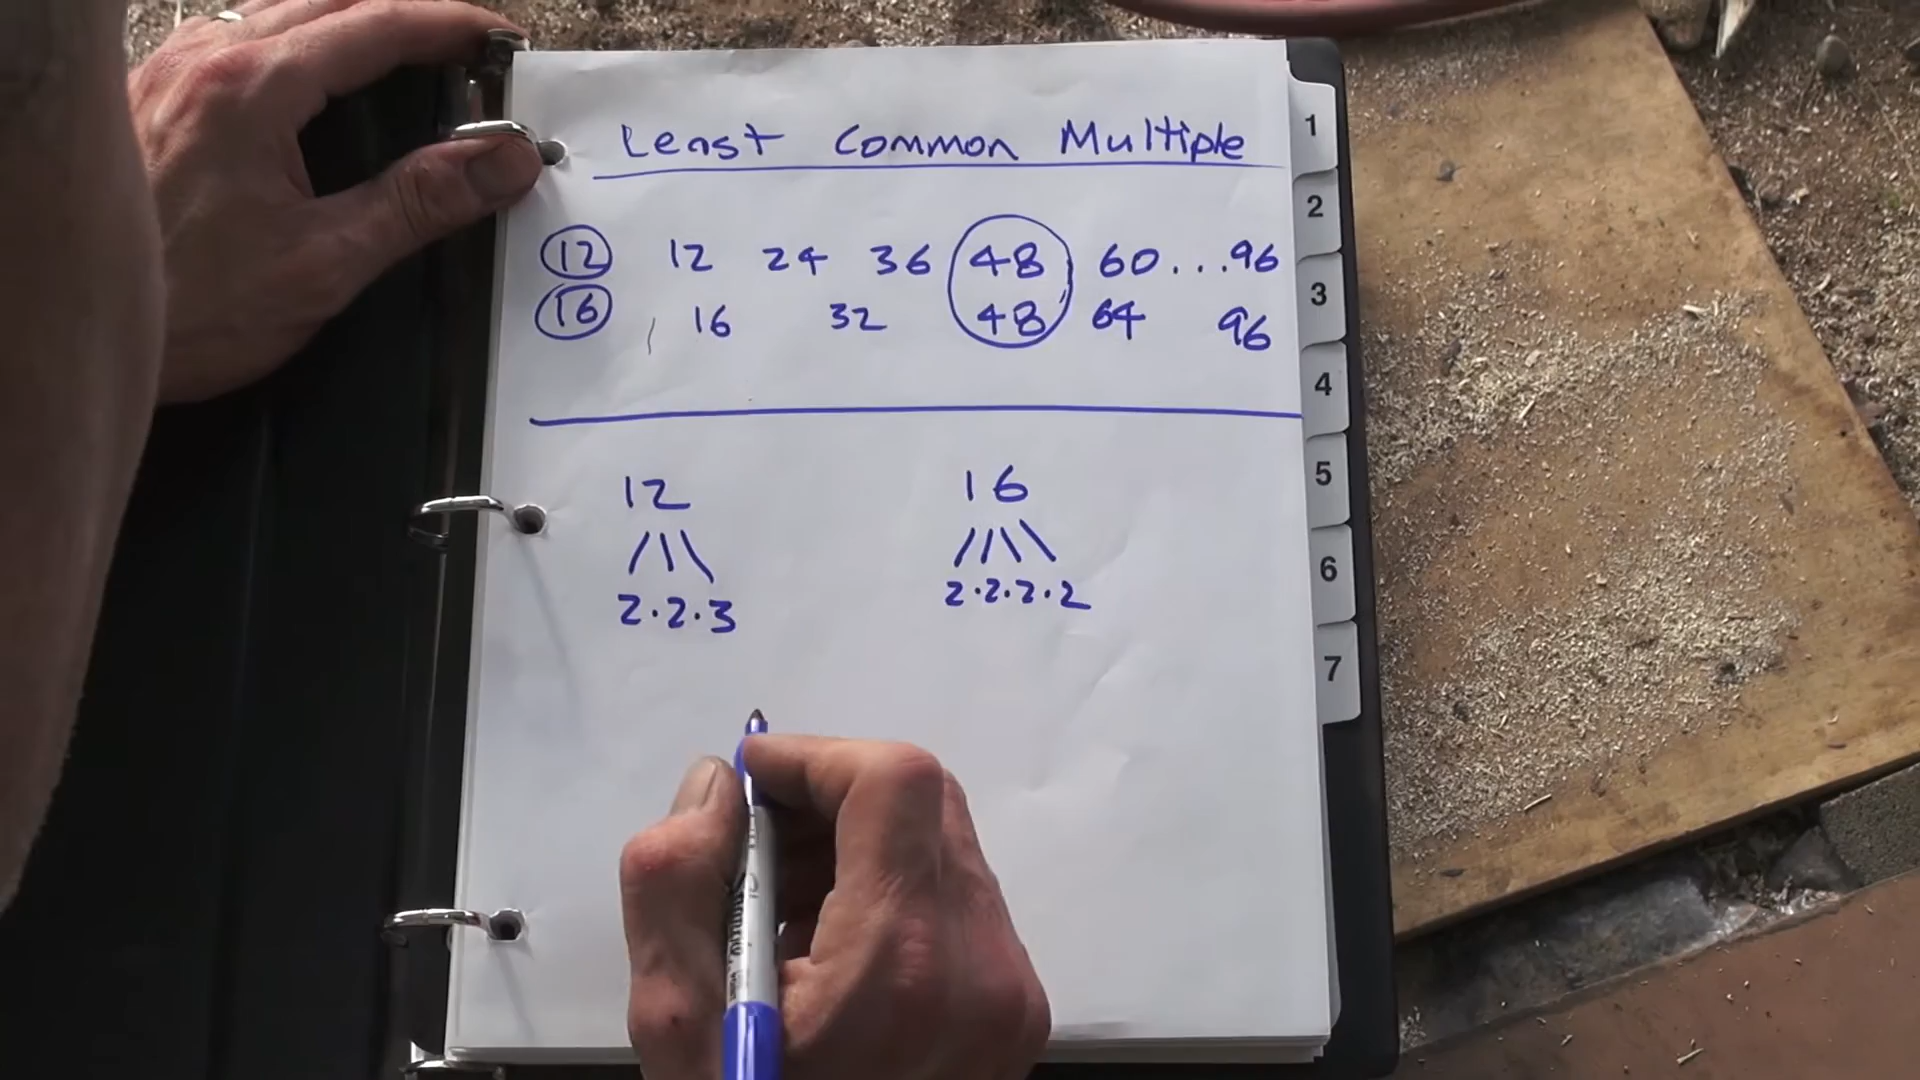 Least Common Multiple
12 12 24 36 48 60...96
16 16 32 48 64 96
12 16
2·2·3 2·2·2·2
1
2
3
4
5
6
7
Sharpie